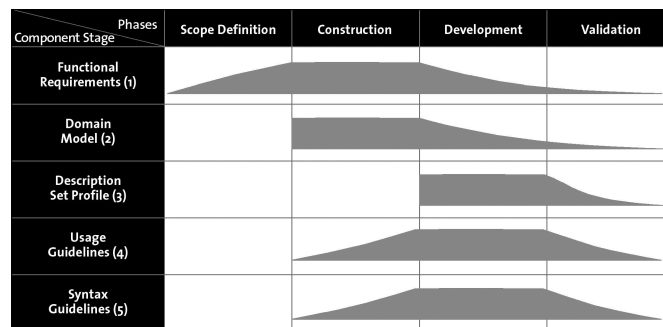 Phases
Component Stage
Scope Definition
Construction
Development
Validation
Functional
Requirements (1)
Domain
Model (2)
Description
Set Profile (3)
Usage
Guidelines (4)
Syntax
Guidelines (5)